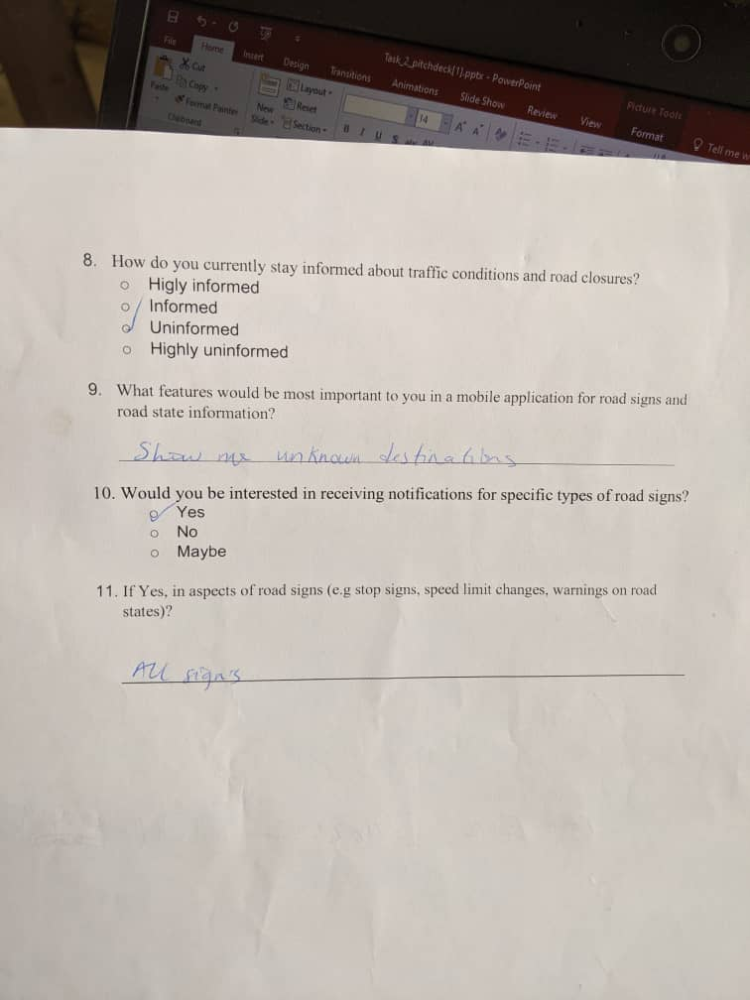 Task_2_pitchdeck[1].pptx - PowerPoint
Picture Tools
File Home Insert Design Transitions Animations Slide Show Review View Format Tell me w
Cut
Copy
Format Painter
Paste
Clipboard
New
Slide
Layout
Reset
Section
14
B I U S
8. How do you currently stay informed about traffic conditions and road closures?
Higly informed
Informed
Uninformed
Highly uninformed
9. What features would be most important to you in a mobile application for road signs and
road state information?
Show me unknown destinations
10. Would you be interested in receiving notifications for specific types of road signs?
Yes
No
Maybe
11. If Yes, in aspects of road signs (e.g stop signs, speed limit changes, warnings on road
states)?
All signs